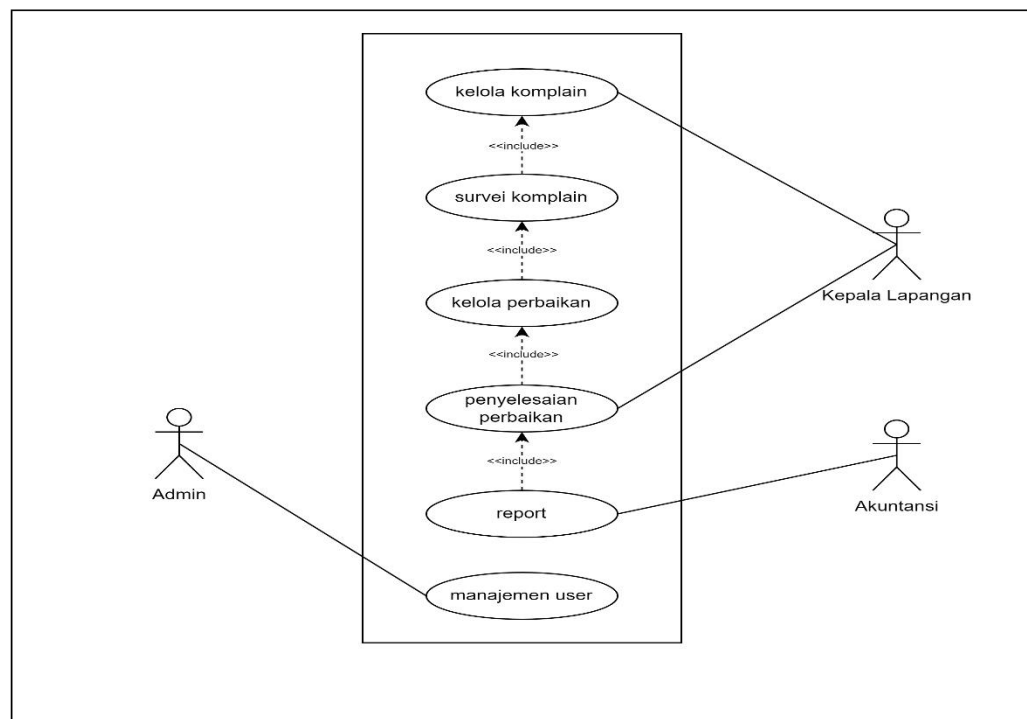 kelola komplain
<<include>>
survei komplain
<<include>>
kelola perbaikan
<<include>>
penyelesaian
perbaikan
<<include>>
report
manajemen user
Admin
Kepala Lapangan
Akuntansi